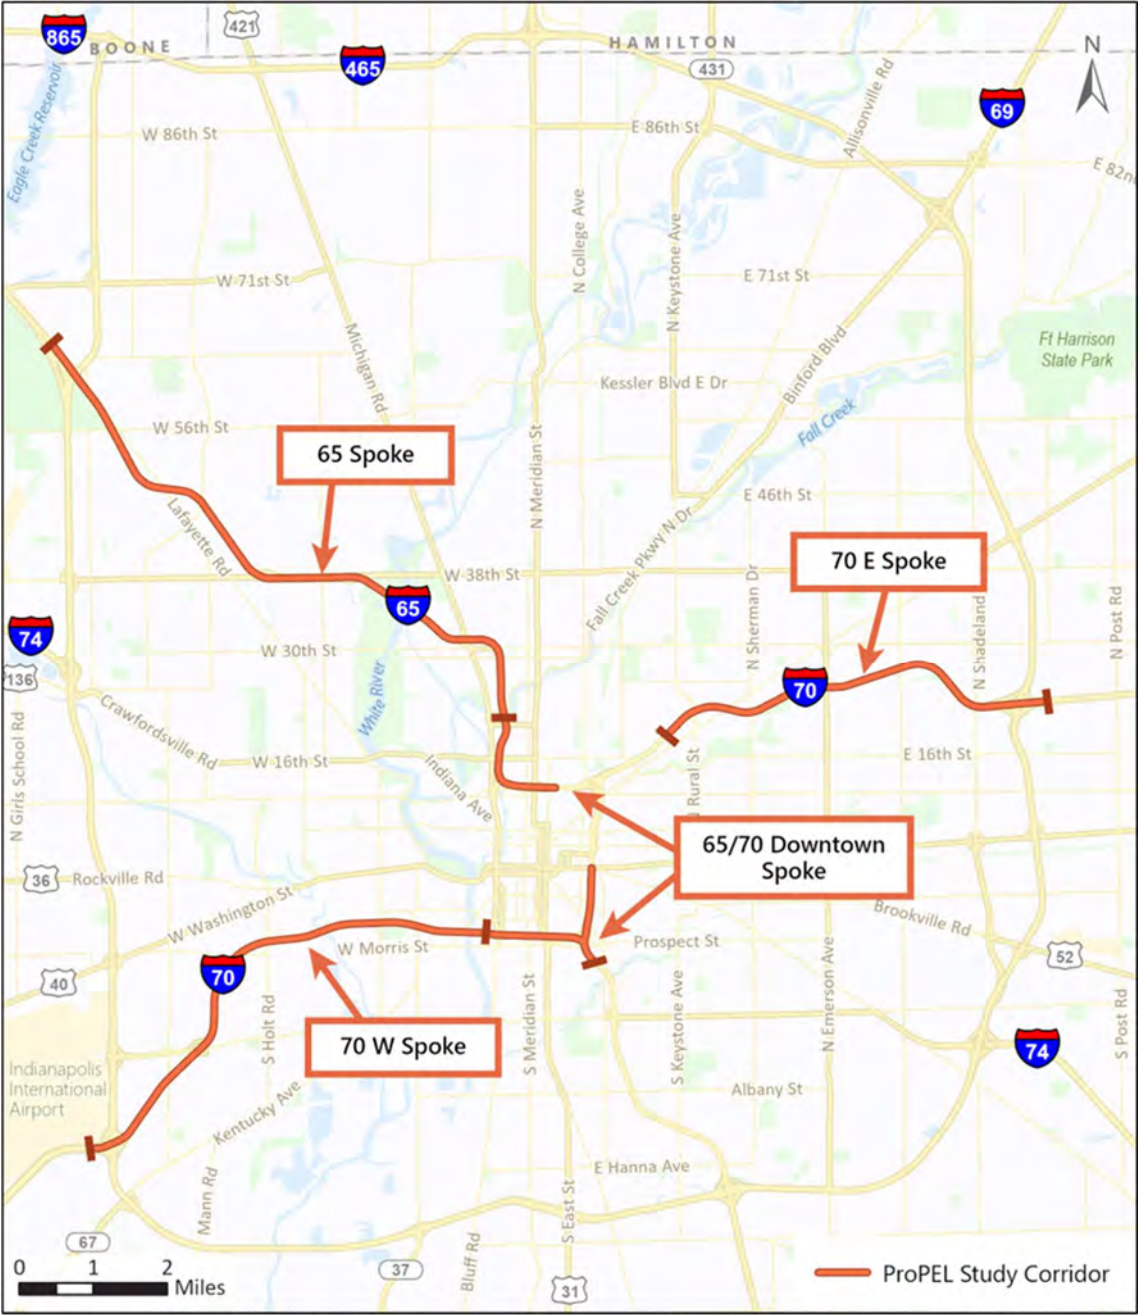 865
BOONE
421
465
HAMILTON
431
N
69
Eagle Creek Reservoir
W 86th St
E 86th St
Allisonville Rd
E 82n
N College Ave
N Keystone Ave
W 71st St
E 71st St
Michigan Rd
Binford Blvd
Ft Harrison
State Park
Kessler Blvd E Dr
Fall Creek
W 56th St
65 Spoke
N Meridian St
E 46th St
Lafayette Rd
Fall Creek Pkwy N Dr
70 E Spoke
W 38th St
65
N Sherman Dr
N Shadeland
N Post Rd
74
136
W 30th St
White River
70
N Girls School Rd
Crawfordsville Rd
W 16th St
Indiana Ave
Rural St
E 16th St
65/70 Downtown
Spoke
36
Rockville Rd
W Washington St
Brookville Rd
W Morris St
Prospect St
52
40
70
S Holt Rd
70 W Spoke
S Meridian St
S Keystone Ave
N Emerson Ave
S Post Rd
74
Indianapolis
International
Airport
Kentucky Ave
Albany St
Mann Rd
E Hanna Ave
S East St
67
Bluff Rd
37
31
0 1 2
Miles
ProPEL Study Corridor